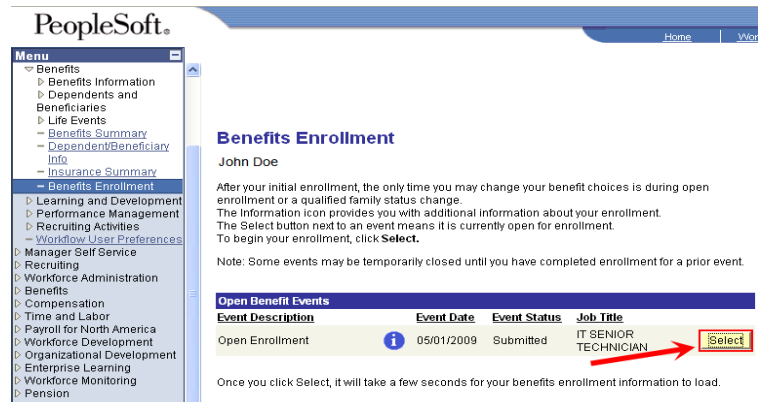 PeopleSoft®
Home
Menu
Benefits
Benefits Information
Dependents and
Beneficiaries
Life Events
Benefits Summary
Dependent/Beneficiary
Info
Insurance Summary
Benefits Enrollment
Learning and Development
Performance Management
Recruiting Activities
Workflow User Preferences
Manager Self Service
Recruiting
Workforce Administration
Benefits
Compensation
Time and Labor
Payroll for North America
Workforce Development
Organizational Development
Enterprise Learning
Workforce Monitoring
Pension
Benefits Enrollment
John Doe
After your initial enrollment, the only time you may change your benefit choices is during open
enrollment or a qualified family status change.
The Information icon provides you with additional information about your enrollment.
The Select button next to an event means it is currently open for enrollment.
To begin your enrollment, click Select.
Note: Some events may be temporarily closed until you have completed enrollment for a prior event.
Open Benefit Events
Event Description Event Date Event Status Job Title
Open Enrollment i 05/01/2009 Submitted IT SENIOR
TECHNICIAN Select
Once you click Select, it will take a few seconds for your benefits enrollment information to load.